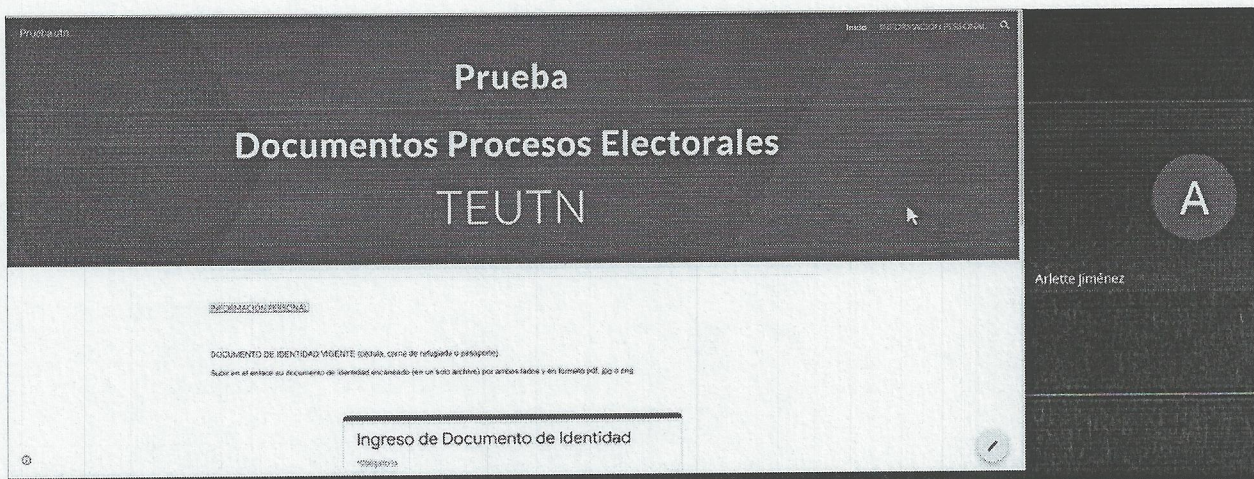 Prueba utn
Inicio INFORMACIÓN PERSONAL
Prueba
Documentos Procesos Electorales
TEUTN
A
Arlette Jiménez
INFORMACIÓN PERSONAL
DOCUMENTO DE IDENTIDAD VIGENTE (cédula, carné de refugiado o pasaporte)
Subir en el enlace su documento de identidad escaneado (en un solo archivo) por ambos lados y en formato pdf, jpg o png
Ingreso de Documento de Identidad
*Obligatorio